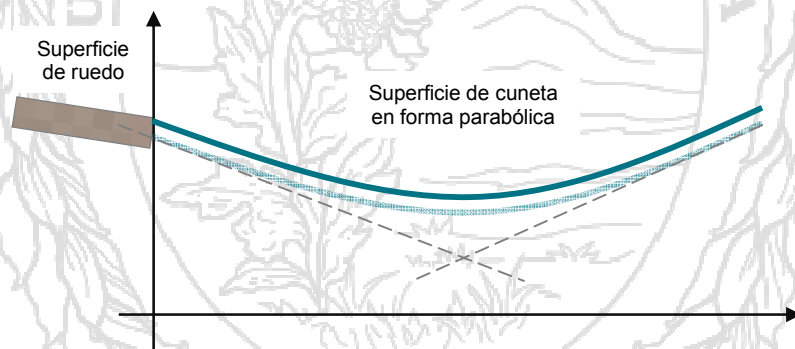 Superficie
de ruedo
Superficie de cuneta
en forma parabólica